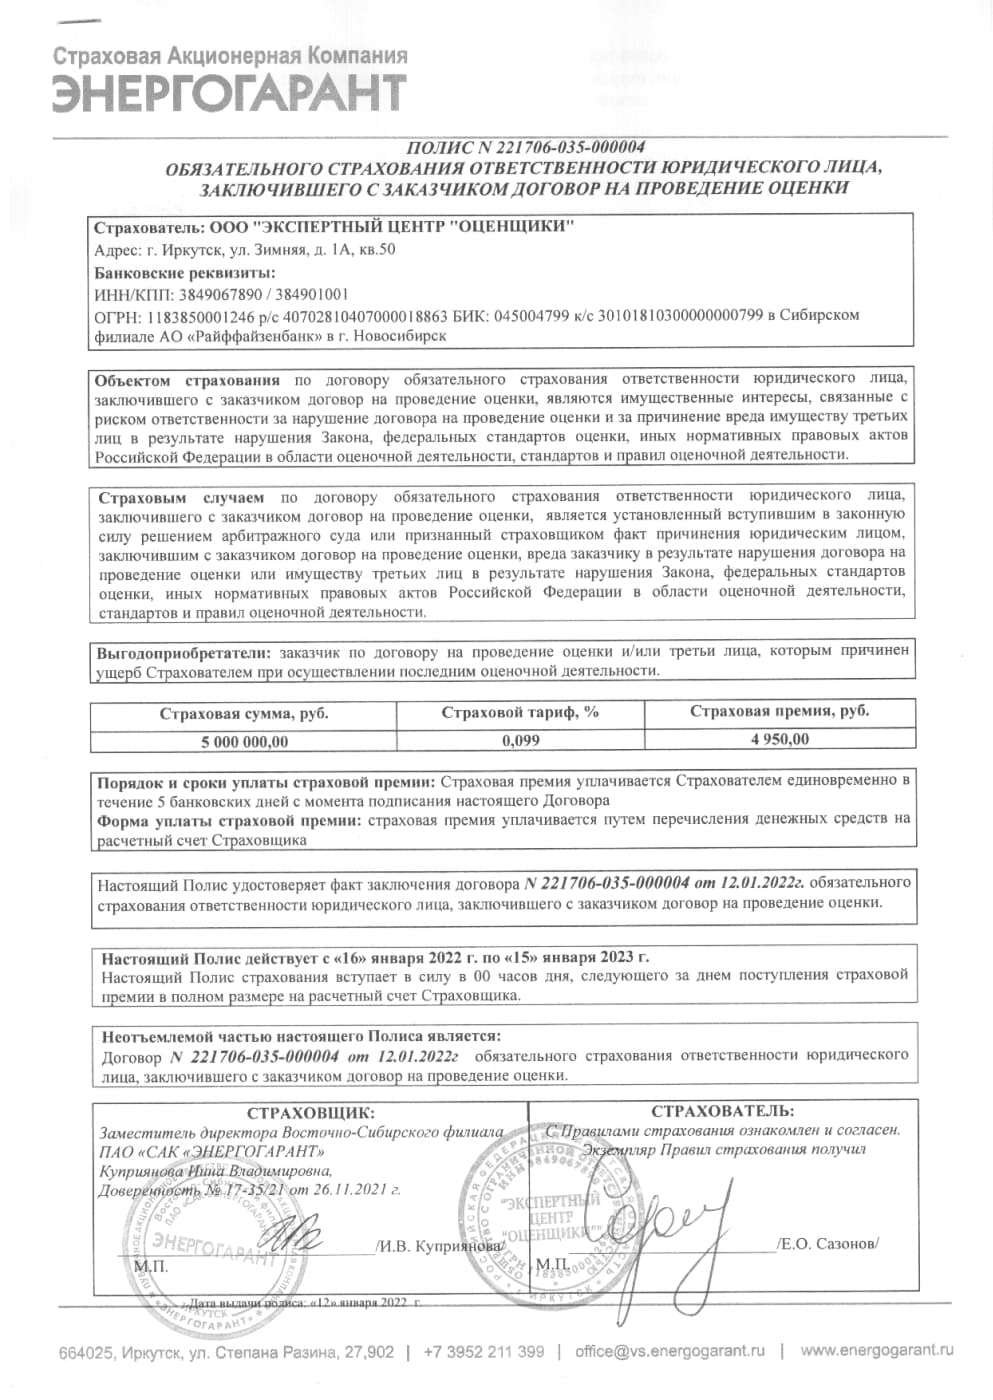 Страховая Акционерная Компания
ЭНЕРГОГАРАНТ
ПОЛИС N 221706-035-000004
ОБЯЗАТЕЛЬНОГО СТРАХОВАНИЯ ОТВЕТСТВЕННОСТИ ЮРИДИЧЕСКОГО ЛИЦА,
ЗАКЛЮЧИВШЕГО С ЗАКАЗЧИКОМ ДОГОВОР НА ПРОВЕДЕНИЕ ОЦЕНКИ
Страхователь: ООО "ЭКСПЕРТНЫЙ ЦЕНТР "ОЦЕНЩИКИ"
Адрес: г. Иркутск, ул. Зимняя, д. 1А, кв.50
Банковские реквизиты:
ИНН/КПП: 3849067890 / 384901001
ОГРН: 1183850001246 р/с 40702810407000018863 БИК: 045004799 к/с 30101810300000000799 в Сибирском
филиале АО «Райффайзенбанк» в г. Новосибирск
Объектом страхования по договору обязательного страхования ответственности юридического лица,
заключившего с заказчиком договор на проведение оценки, являются имущественные интересы, связанные с
риском ответственности за нарушение договора на проведение оценки и за причинение вреда имуществу третьих
лиц в результате нарушения Закона, федеральных стандартов оценки, иных нормативных правовых актов
Российской Федерации в области оценочной деятельности, стандартов и правил оценочной деятельности.
Страховым случаем по договору обязательного страхования ответственности юридического лица,
заключившего с заказчиком договор на проведение оценки, является установленный вступившим в законную
силу решением арбитражного суда или признанный страховщиком факт причинения юридическим лицом,
заключившим с заказчиком договор на проведение оценки, вреда заказчику в результате нарушения договора на
проведение оценки или имуществу третьих лиц в результате нарушения Закона, федеральных стандартов
оценки, иных нормативных правовых актов Российской Федерации в области оценочной деятельности,
стандартов и правил оценочной деятельности.
Выгодоприобретатели: заказчик по договору на проведение оценки и/или третьи лица, которым причинен
ущерб Страхователем при осуществлении последним оценочной деятельности.
Страховая сумма, руб. Страховой тариф, % Страховая премия, руб.
5 000 000,00 0,099 4 950,00
Порядок и сроки уплаты страховой премии: Страховая премия уплачивается Страхователем единовременно в
течение 5 банковских дней с момента подписания настоящего Договора
Форма уплаты страховой премии: страховая премия уплачивается путем перечисления денежных средств на
расчетный счет Страховщика
Настоящий Полис удостоверяет факт заключения договора N 221706-035-000004 от 12.01.2022г. обязательного
страхования ответственности юридического лица, заключившего с заказчиком договор на проведение оценки.
Настоящий Полис действует с «16» января 2022 г. по «15» января 2023 г.
Настоящий Полис страхования вступает в силу в 00 часов дня, следующего за днем поступления страховой
премии в полном размере на расчетный счет Страховщика.
Неотъемлемой частью настоящего Полиса является:
Договор N 221706-035-000004 от 12.01.2022г обязательного страхования ответственности юридического
лица, заключившего с заказчиком договор на проведение оценки.
СТРАХОВЩИК:
Заместитель директора Восточно-Сибирского филиала
ПАО «САК «ЭНЕРГОГАРАНТ»
Куприянова Инна Владимировна,
Доверенность № 17-35/21 от 26.11.2021 г.
/И.В. Куприянова/
М.П.
СТРАХОВАТЕЛЬ:
С Правилами страхования ознакомлен и согласен.
Экземпляр Правил страхования получил
/Е.О. Сазонов/
М.П.
ЭНЕРГОГАРАНТ
ИРКУТСК
"ЭКСПЕРТНЫЙ
ЦЕНТР
"ОЦЕНЩИКИ"
Дата выдачи полиса: «12» января 2022 г.
664025, Иркутск, ул. Степана Разина, 27,902 | +7 3952 211 399 | office@vs.energogarant.ru | www.energogarant.ru